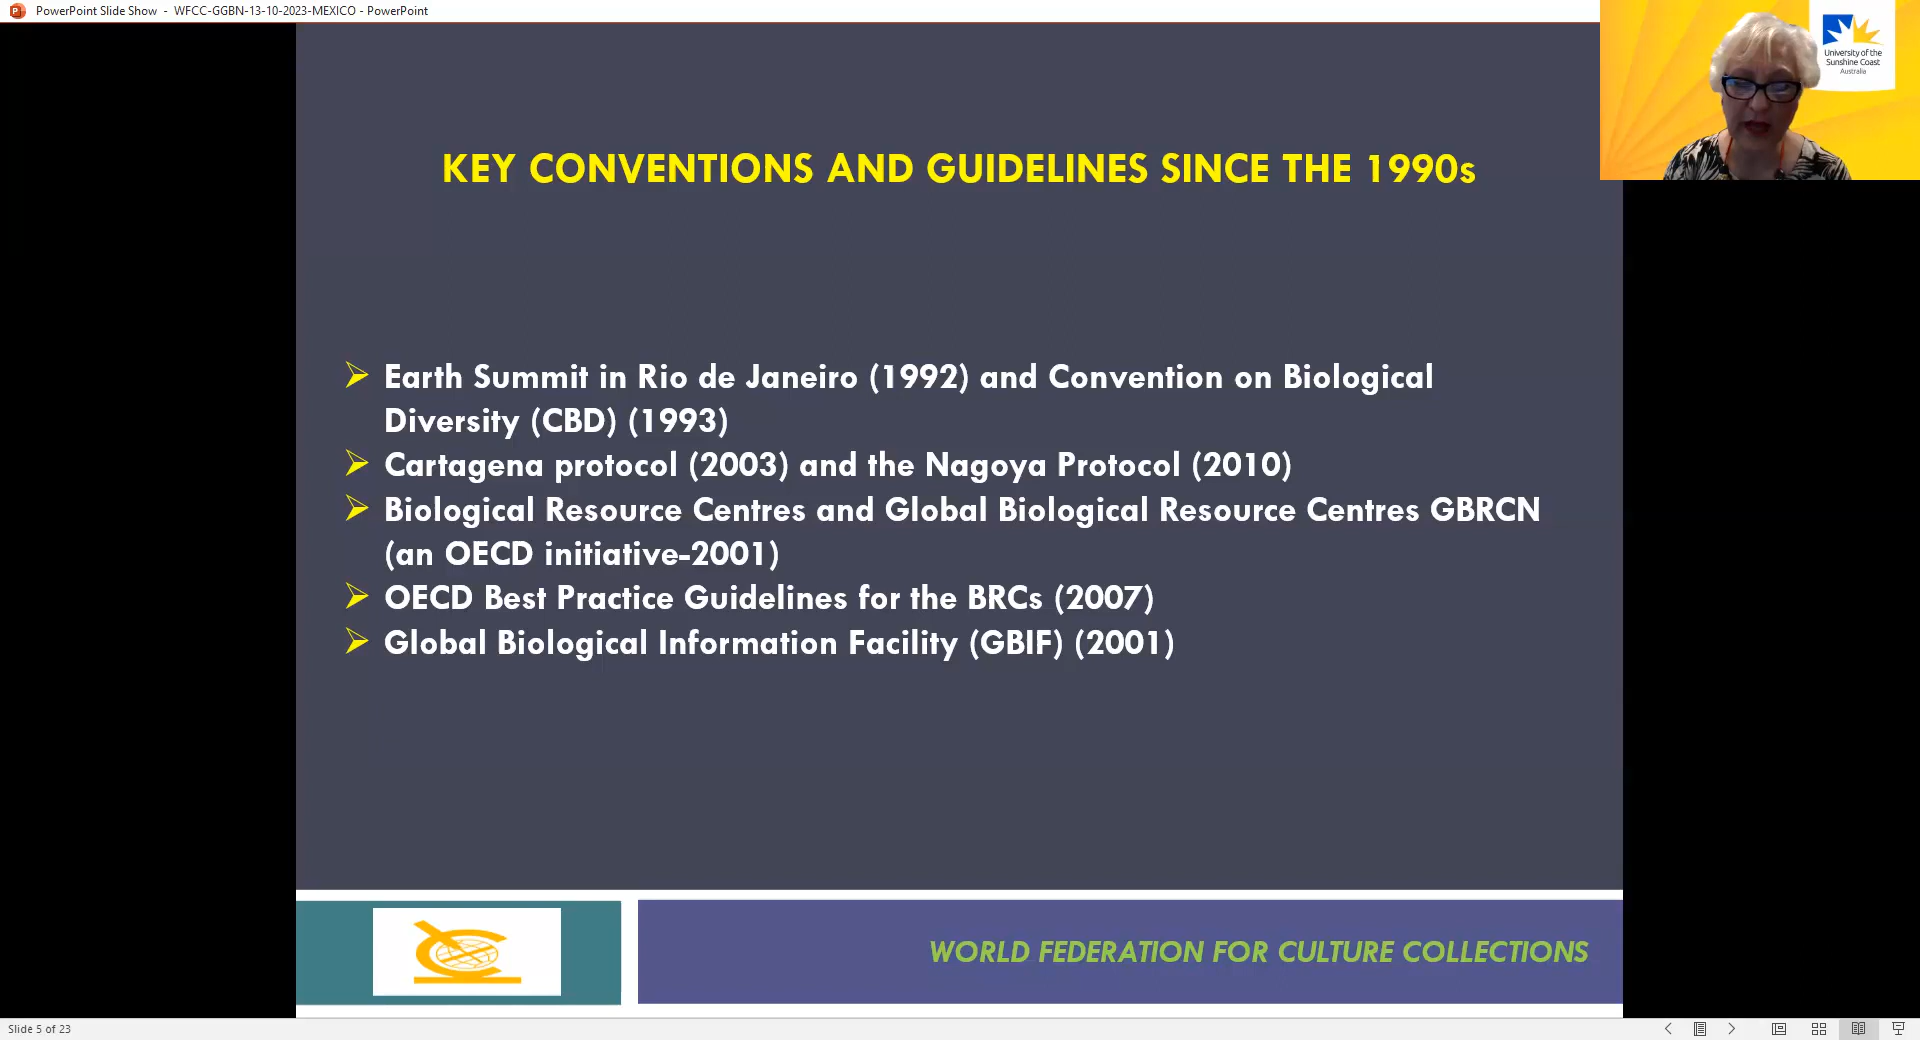 PowerPoint Slide Show - WFCC-GGBN-13-10-2023-MEXICO - PowerPoint
University of the
Sunshine Coast
Australia
KEY CONVENTIONS AND GUIDELINES SINCE THE 1990s
Earth Summit in Rio de Janeiro (1992) and Convention on Biological
Diversity (CBD) (1993)
Cartagena protocol (2003) and the Nagoya Protocol (2010)
Biological Resource Centres and Global Biological Resource Centres GBRCN
(an OECD initiative-2001)
OECD Best Practice Guidelines for the BRCs (2007)
Global Biological Information Facility (GBIF) (2001)
WORLD FEDERATION FOR CULTURE COLLECTIONS
Slide 5 of 23